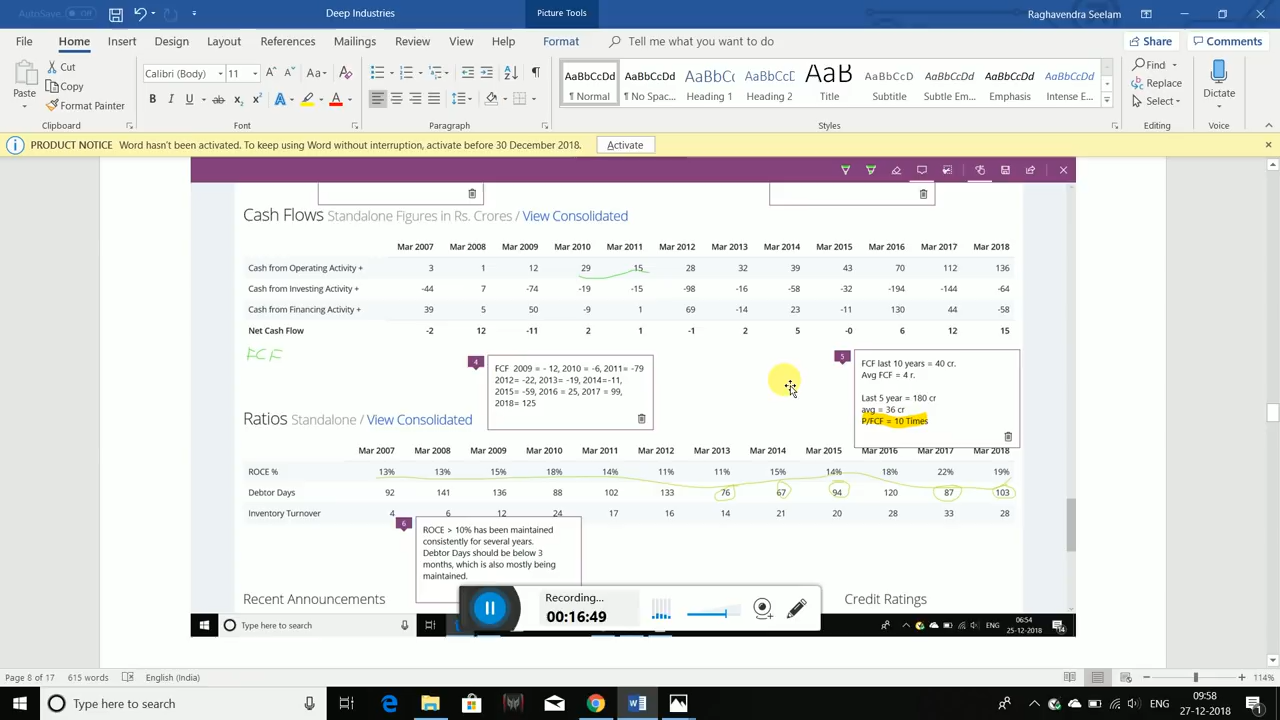 AutoSave
Off
Deep Industries
Picture Tools
Raghavendra Seelam
File Home Insert Design Layout References Mailings Review View Help Format Tell me what you want to do Share Comments
Paste
Cut
Copy
Format Painter
Calibri (Body) 11
Aa
B I U ab x₂ x² A A
AaBbCcDd AaBbCcDd AaBbCc AaBbCcD AaB AaBbCcD AaBbCcDd AaBbCcDd AaBbCcDd
¶ Normal ¶ No Spac... Heading 1 Heading 2 Title Subtitle Subtle Em... Emphasis Intense E...
Find
Replace
Select
Dictate
Clipboard Font Paragraph Styles Editing Voice
PRODUCT NOTICE Word hasn't been activated. To keep using Word without interruption, activate before 30 December 2018. Activate
Cash Flows Standalone Figures in Rs. Crores / View Consolidated
Mar 2007 Mar 2008 Mar 2009 Mar 2010 Mar 2011 Mar 2012 Mar 2013 Mar 2014 Mar 2015 Mar 2016 Mar 2017 Mar 2018
Cash from Operating Activity + 3 1 12 29 15 28 32 39 43 70 112 136
Cash from Investing Activity + -44 7 -74 -19 -15 -98 -16 -58 -32 -194 -144 -64
Cash from Financing Activity + 39 5 50 -9 1 69 -14 23 -11 130 44 -58
Net Cash Flow -2 12 -11 2 1 -1 2 5 -0 6 12 15
FCF
4
FCF 2009 = - 12, 2010 = -6, 2011= -79
2012= -22, 2013= -19, 2014=-11,
2015= -59, 2016 = 25, 2017 = 99,
2018= 125
5
FCF last 10 years = 40 cr.
Avg FCF = 4 r.
Last 5 year = 180 cr
avg = 36 cr
P/FCF = 10 Times
Ratios Standalone / View Consolidated
Mar 2007 Mar 2008 Mar 2009 Mar 2010 Mar 2011 Mar 2012 Mar 2013 Mar 2014 Mar 2015 Mar 2016 Mar 2017 Mar 2018
ROCE % 13% 13% 15% 18% 14% 11% 11% 15% 14% 18% 22% 19%
Debtor Days 92 141 136 88 102 133 76 67 94 120 87 103
Inventory Turnover 4 6 12 24 17 16 14 21 20 28 33 28
6
ROCE > 10% has been maintained
consistently for several years.
Debtor Days should be below 3
months, which is also mostly being
maintained.
Recent Announcements
Credit Ratings
Recording...
00:16:49
Type here to search
ENG
06:54
25-12-2018
14
Page 8 of 17 615 words English (India) 114%
Type here to search
ENG
09:58
27-12-2018